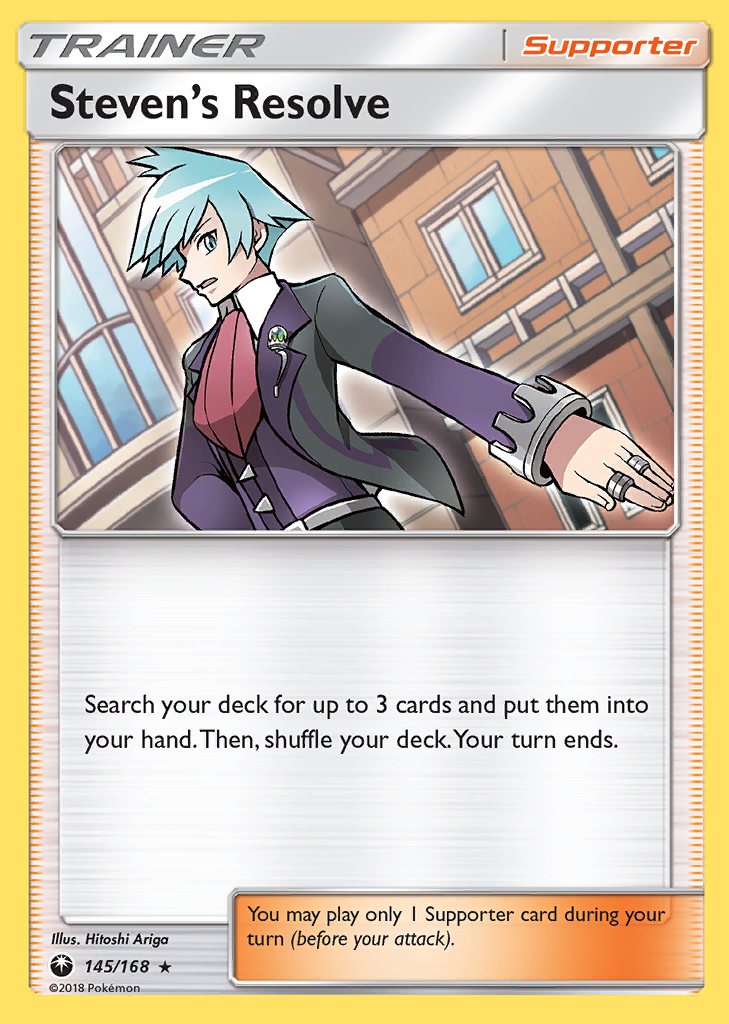 TRAINER
Supporter
Steven's Resolve
Search your deck for up to 3 cards and put them into
your hand. Then, shuffle your deck. Your turn ends.
You may play only 1 Supporter card during your
turn (before your attack).
Illus. Hitoshi Ariga
145/168 ★
©2018 Pokémon